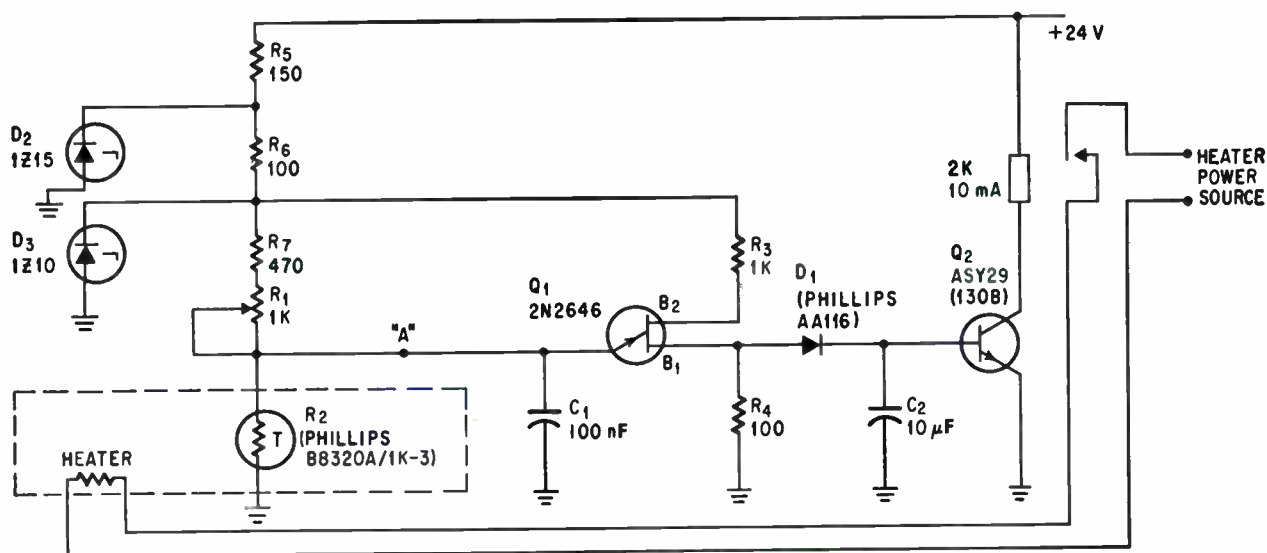 R5
150
+24 V
D2
1Z15
R6
100
HEATER
POWER
SOURCE
2K
10 mA
D3
1Z10
R7
470
R3
1K
Q2
ASY29
(130B)
D1
(PHILLIPS
AA116)
Q1
2N2646
B2
R1
1K
"A"
B1
R2
(PHILLIPS
B8320A/1K-3)
T
C1
100 nF
R4
100
C2
10 µF
HEATER